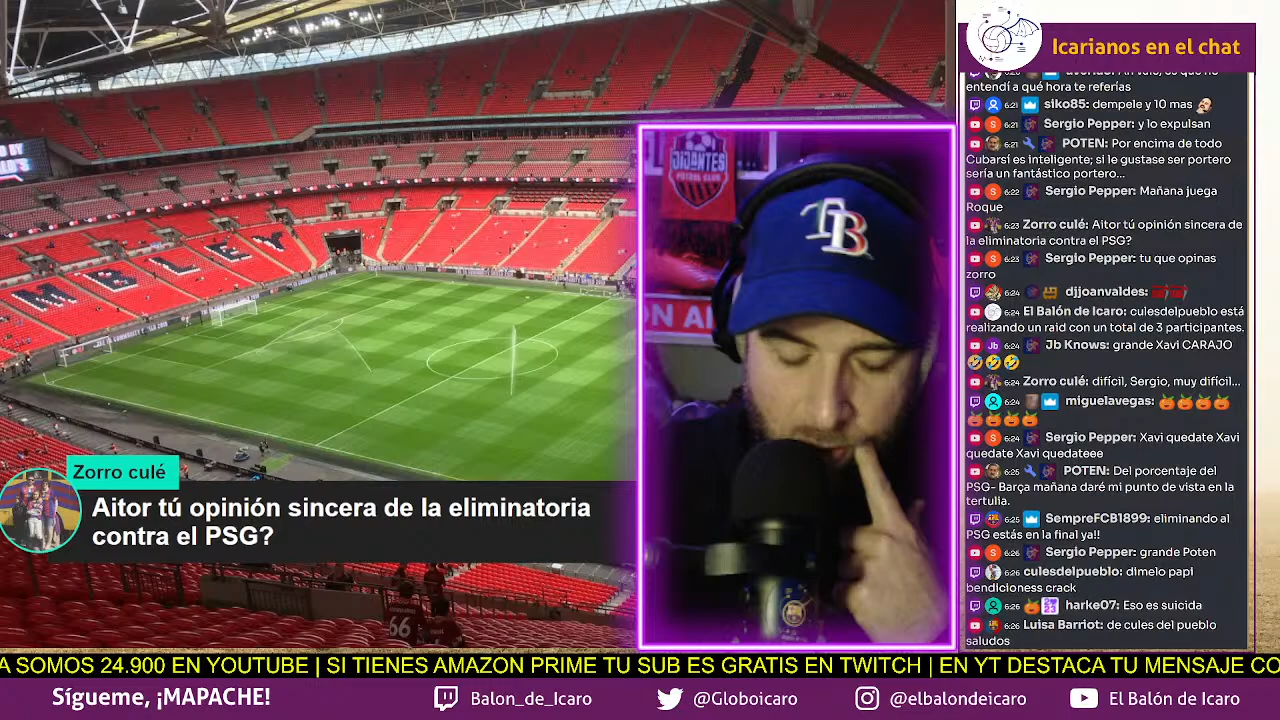 WEMBLEY
66
GIGANTES
FUTBOL CLUB
TB
Zorro culé
Aitor tú opinión sincera de la eliminatoria
contra el PSG?
Icarianos en el chat
entendí a qué hora te referías
6:21 siko85: dempele y 10 mas
6:21 Sergio Pepper: y lo expulsan
6:21 POTEN: Por encima de todo
Cubarsí es inteligente, si le gustase ser portero
sería un fantástico portero...
6:22 Sergio Pepper: Mañana juega
Roque
6:23 Zorro culé: Aitor tú opinión sincera de
la eliminatoria contra el PSG?
6:23 Sergio Pepper: tu que opinas
zorro
6:24 djjoanvaldes:
6:24 El Balón de Icaro: culesdelpueblo está
realizando un raid con un total de 3 participantes.
6:24 Jb Knows: grande Xavi CARAJO
6:24 Zorro culé: difícil, Sergio, muy difícil...
6:24 miguelavegas:
6:24 Sergio Pepper: Xavi quedate Xavi
quedate Xavi quedateee
6:25 POTEN: Del porcentaje del
PSG- Barça mañana daré mi punto de vista en la
tertulia.
6:25 SempreFCB1899: eliminando al
PSG estás en la final ya!!
6:26 Sergio Pepper: grande Poten
6:26 culesdelpueblo: dimelo papi
bendicioness crack
6:26 harke07: Eso es suicida
6:26 Luisa Barriot: de cules del pueblo
saludos
A SOMOS 24.900 EN YOUTUBE | SI TIENES AMAZON PRIME TU SUB ES GRATIS EN TWITCH | EN YT DESTACA TU MENSAJE CO
Sígueme, ¡MAPACHE!
Balon_de_Icaro
@Globoicaro
@elbalondeicaro
El Balón de Icaro